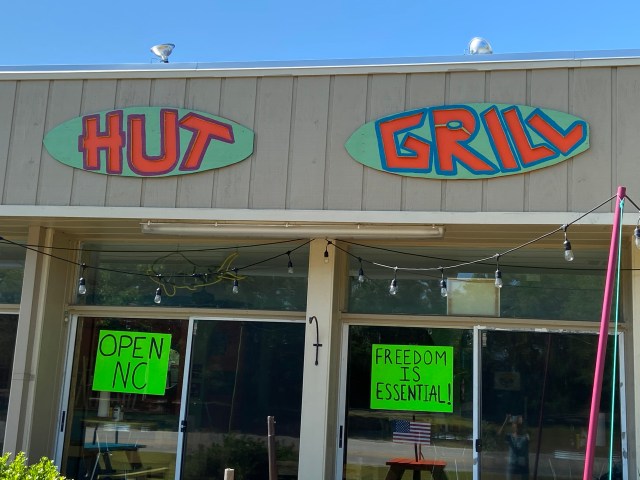 HUT GRILL
OPEN
NC
FREEDOM
IS
ESSENTIAL!